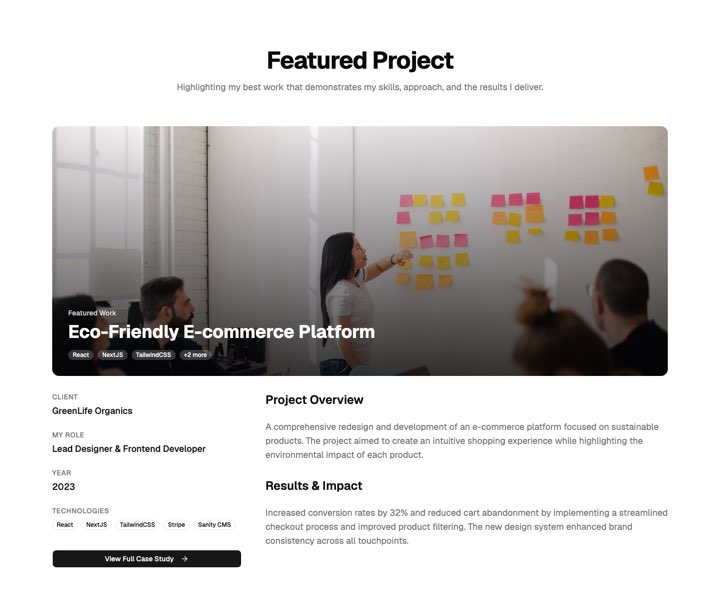 Featured Project
Highlighting my best work that demonstrates my skills, approach, and the results I deliver.
Featured Work
Eco-Friendly E-commerce Platform
React NextJS TailwindCSS +2 more
CLIENT
GreenLife Organics
MY ROLE
Lead Designer & Frontend Developer
YEAR
2023
TECHNOLOGIES
React NextJS TailwindCSS Stripe Sanity CMS
View Full Case Study →
Project Overview
A comprehensive redesign and development of an e-commerce platform focused on sustainable
products. The project aimed to create an intuitive shopping experience while highlighting the
environmental impact of each product.
Results & Impact
Increased conversion rates by 32% and reduced cart abandonment by implementing a streamlined
checkout process and improved product filtering. The new design system enhanced brand
consistency across all touchpoints.